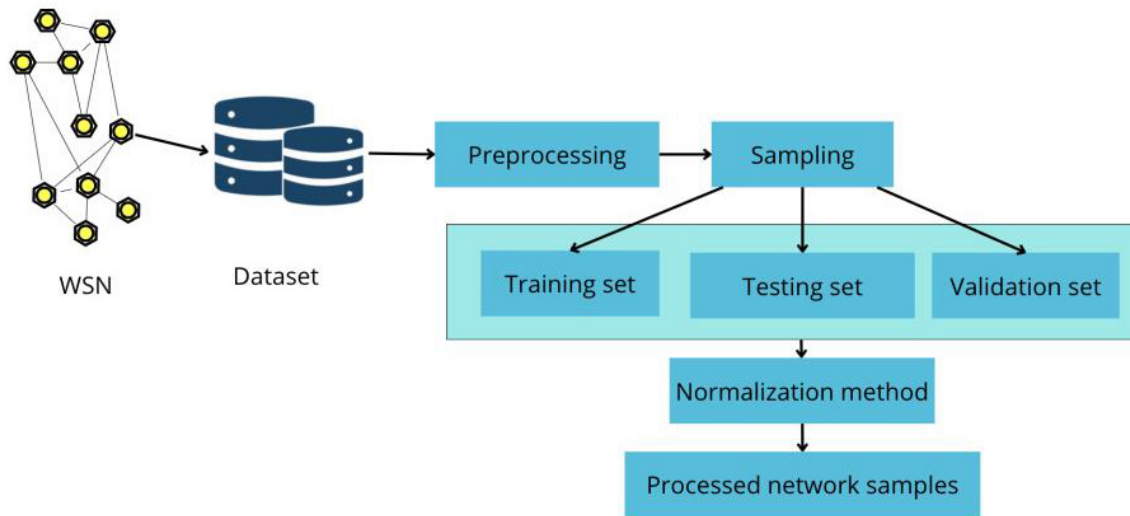 WSN
Dataset
Preprocessing
Sampling
Training set
Testing set
Validation set
Normalization method
Processed network samples